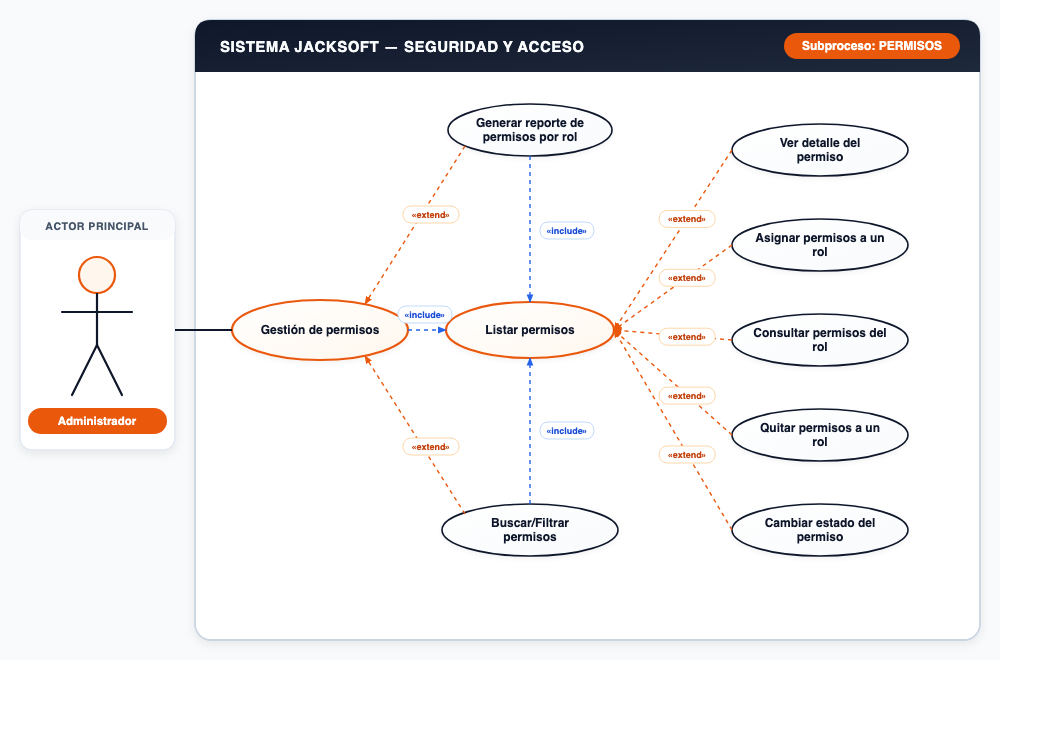 SISTEMA JACKSOFT — SEGURIDAD Y ACCESO
Subproceso: PERMISOS
ACTOR PRINCIPAL
Administrador
Generar reporte de
permisos por rol
«extend»
«include»
Gestión de permisos
«include»
Listar permisos
«extend»
«include»
Buscar/Filtrar
permisos
«extend»
«extend»
«extend»
«extend»
«extend»
Ver detalle del
permiso
Asignar permisos a un
rol
Consultar permisos del
rol
Quitar permisos a un
rol
Cambiar estado del
permiso